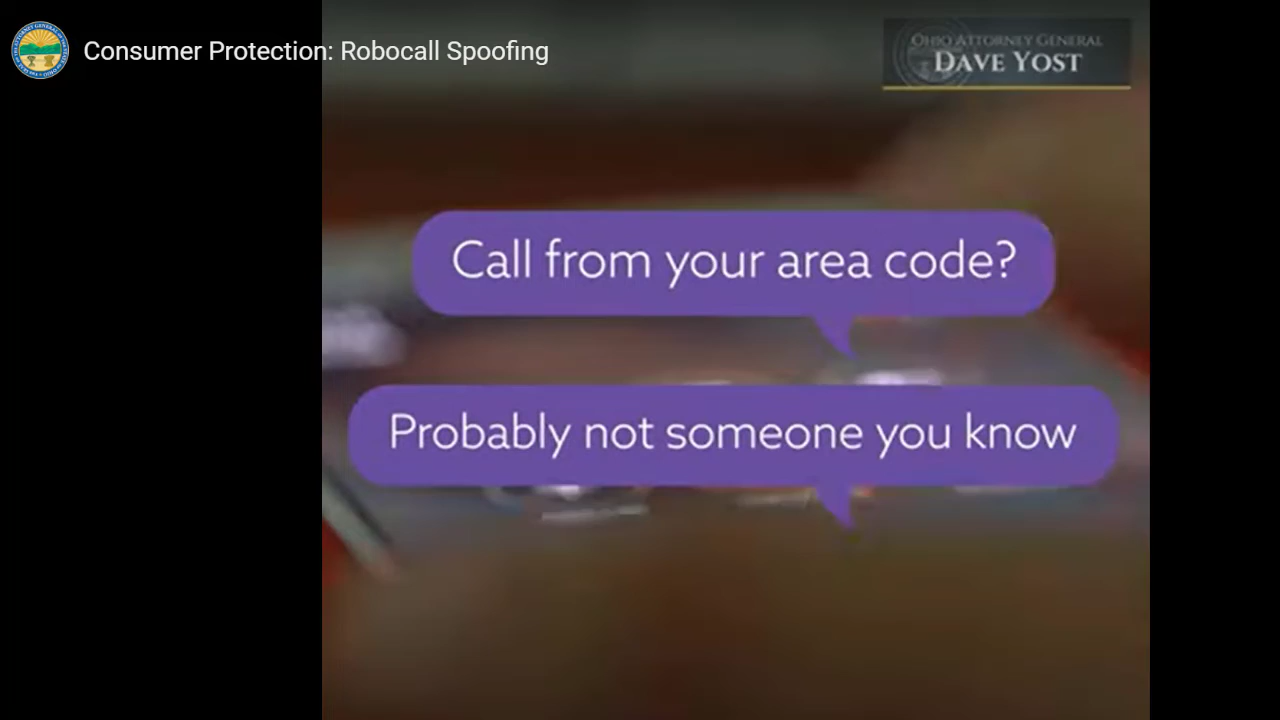 Consumer Protection: Robocall Spoofing
OHIO ATTORNEY GENERAL
DAVE YOST
Call from your area code?
Probably not someone you know